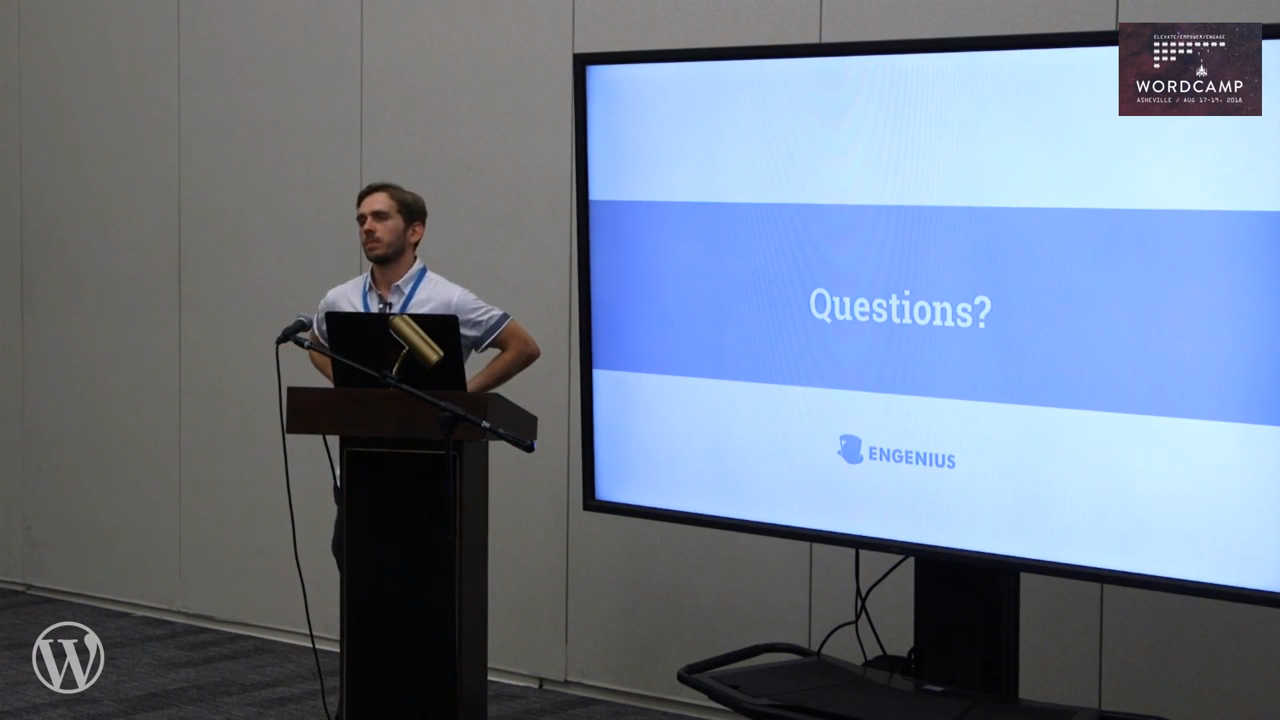 ELEVATE/EMPOWER/ENGAGE
WORDCAMP
ASHEVILLE / AUG 17-19, 2018
Questions?
ENGENIUS
W